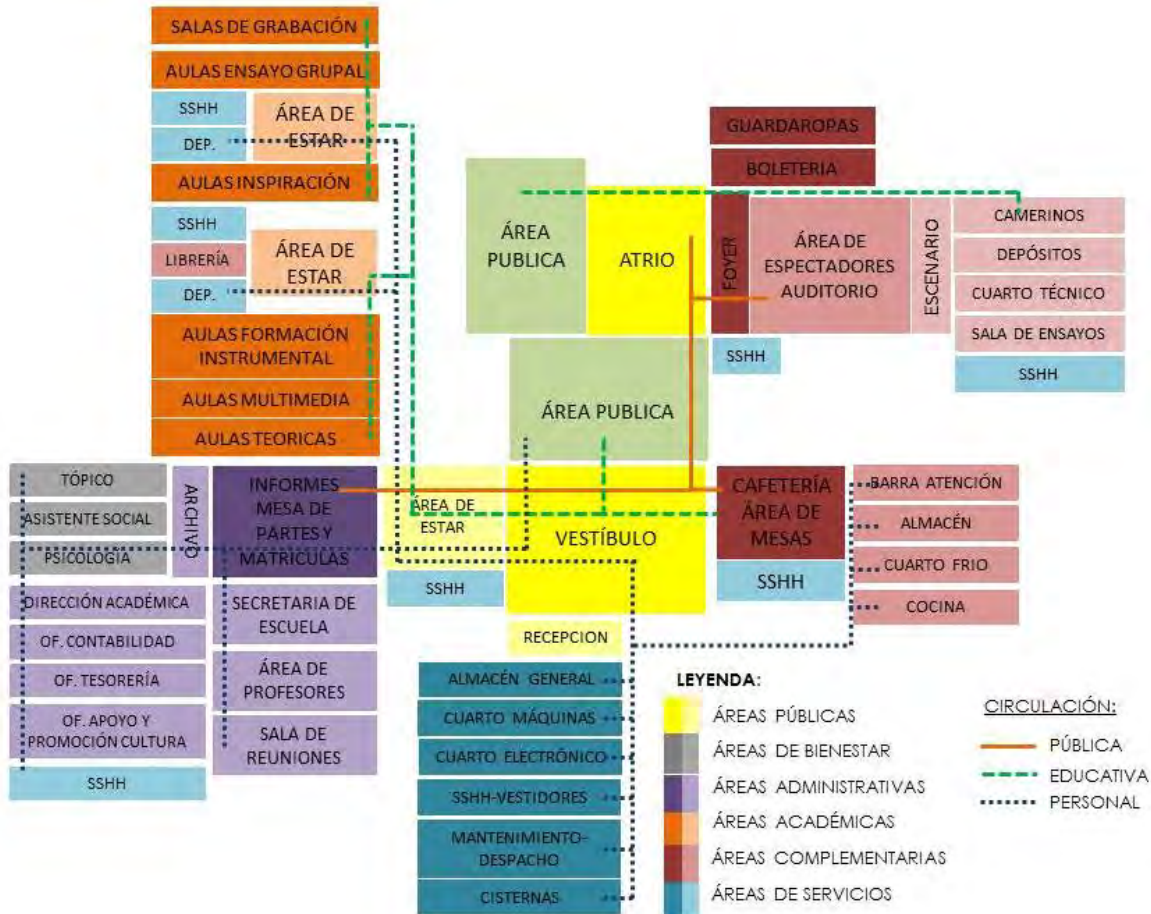 SALAS DE GRABACIÓN
AULAS ENSAYO GRUPAL
SSHH
DEP.
ÁREA DE
ESTAR
AULAS INSPIRACIÓN
SSHH
LIBRERÍA
DEP.
ÁREA DE
ESTAR
AULAS FORMACIÓN
INSTRUMENTAL
AULAS MULTIMEDIA
AULAS TEORICAS
GUARDAROPAS
BOLETERIA
ÁREA
PUBLICA
ATRIO
FOYER
ÁREA DE
ESPECTADORES
AUDITORIO
ESCENARIO
CAMERINOS
DEPÓSITOS
CUARTO TÉCNICO
SALA DE ENSAYOS
SSHH
SSHH
ÁREA PUBLICA
TÓPICO
ASISTENTE SOCIAL
PSICOLOGIA
ARCHIVO
INFORMES
MESA DE
PARTES Y
MATRICULAS
ÁREA DE
ESTAR
SSHH
VESTÍBULO
CAFETERÍA
ÁREA DE
MESAS
SSHH
BARRA ATENCIÓN
ALMACÉN
CUARTO FRIO
COCINA
DIRECCIÓN ACADÉMICA
OF. CONTABILIDAD
OF. TESORERÍA
OF. APOYO Y
PROMOCIÓN CULTURA
SSHH
SECRETARIA DE
ESCUELA
ÁREA DE
PROFESORES
SALA DE
REUNIONES
RECEPCION
ALMACÉN GENERAL
CUARTO MÁQUINAS
CUARTO ELECTRÓNICO
SSHH-VESTIDORES
MANTENIMIENTO-
DESPACHO
CISTERNAS
LEYENDA:
ÁREAS PÚBLICAS
ÁREAS DE BIENESTAR
ÁREAS ADMINISTRATIVAS
ÁREAS ACADÉMICAS
ÁREAS COMPLEMENTARIAS
ÁREAS DE SERVICIOS
CIRCULACIÓN:
PÚBLICA
EDUCATIVA
PERSONAL